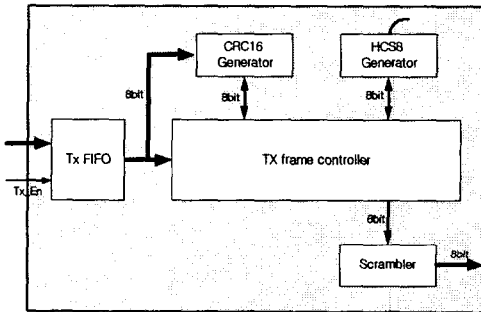 CRC16
Generator
HCS8
Generator
8bit
8bit
8bit
Tx FIFO
TX frame controller
Tx_En
8bit
Scrambler
8bit